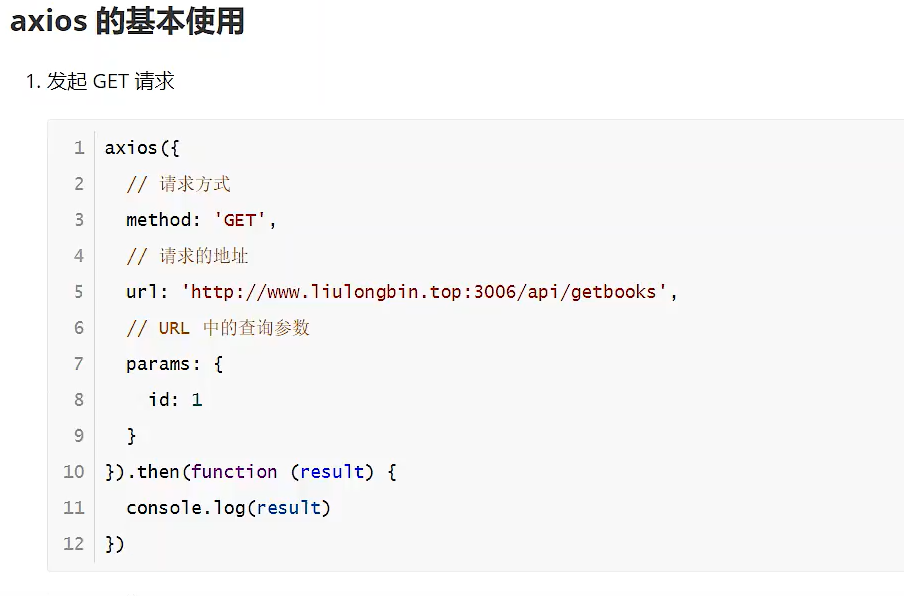 axios 的基本使用
1. 发起 GET 请求
1 axios({
2 // 请求方式
3 method: 'GET',
4 // 请求的地址
5 url: 'http://www.liulongbin.top:3006/api/getbooks',
6 // URL 中的查询参数
7 params: {
8 id: 1
9 }
10 }).then(function (result) {
11 console.log(result)
12 })